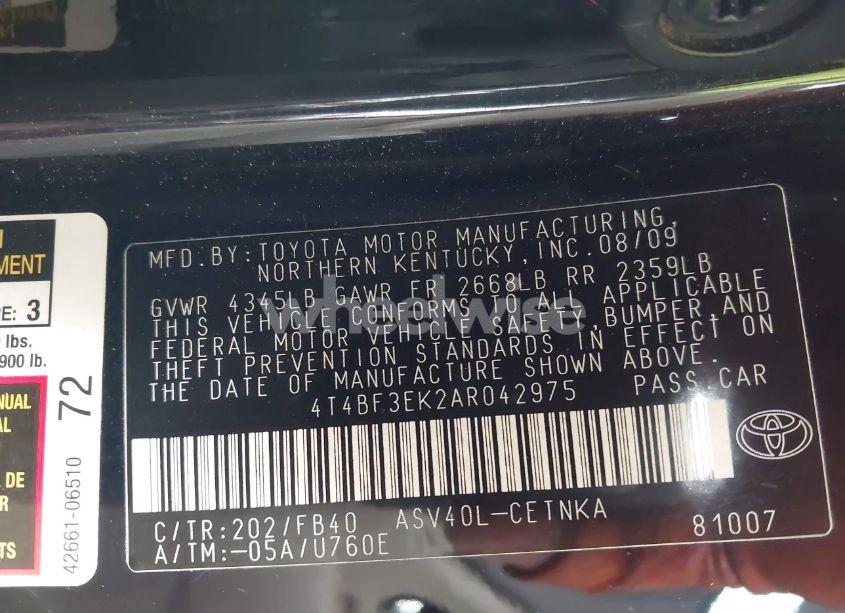 MENT
E: 3
lbs.
900 lb.
NUAL
AL
DE
R
TS
72
42661-06510
wheelwise
MFD.BY:TOYOTA MOTOR MANUFACTURING,
NORTHERN KENTUCKY,INC.08/09
GVWR 4345LB GAWR FR 2668LB RR 2359LB
THIS VEHICLE CONFORMS TO ALL APPLICABLE
FEDERAL MOTOR VEHICLE SAFETY,BUMPER,AND
THEFT PREVENTION STANDARDS IN EFFECT ON
THE DATE OF MANUFACTURE SHOWN ABOVE.
4T4BF3EK2AR042975 PASS.CAR
C/TR:202/FB40 ASV40L-CETNKA
A/TM:-05A/U760E 81007